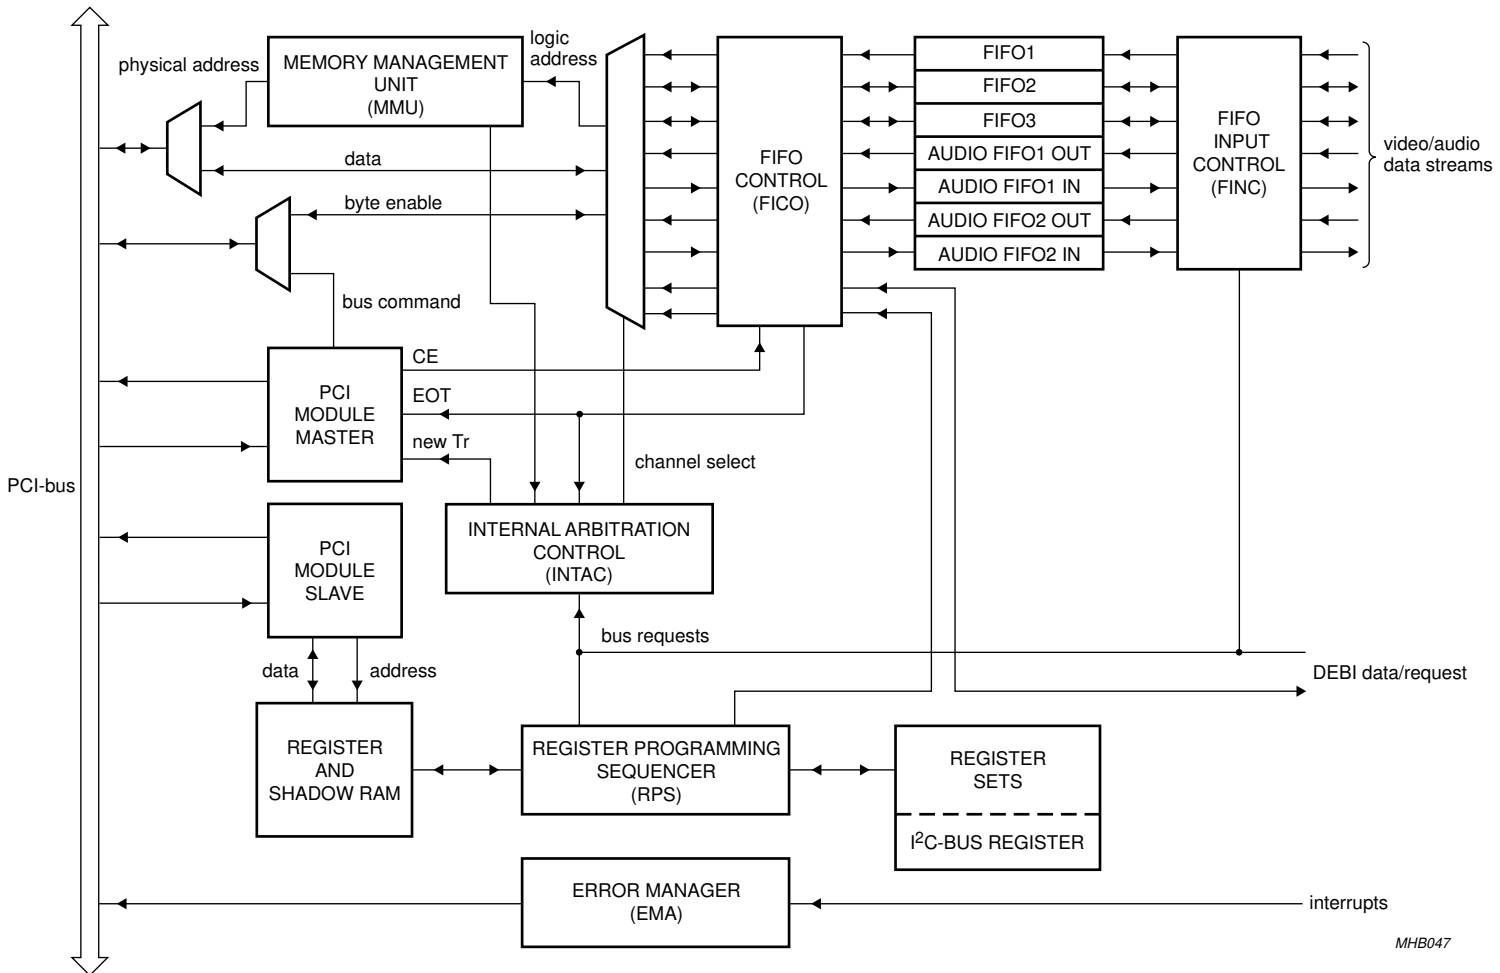 physical address
MEMORY MANAGEMENT
UNIT
(MMU)
logic
address
data
byte enable
bus command
FIFO
CONTROL
(FICO)
FIFO1
FIFO2
FIFO3
AUDIO FIFO1 OUT
AUDIO FIFO1 IN
AUDIO FIFO2 OUT
AUDIO FIFO2 IN
FIFO
INPUT
CONTROL
(FINC)
video/audio
data streams
PCI
MODULE
MASTER
CE
EOT
new Tr
channel select
PCI-bus
PCI
MODULE
SLAVE
INTERNAL ARBITRATION
CONTROL
(INTAC)
bus requests
data
address
DEBI data/request
REGISTER
AND
SHADOW RAM
REGISTER PROGRAMMING
SEQUENCER
(RPS)
REGISTER
SETS
I²C-BUS REGISTER
ERROR MANAGER
(EMA)
interrupts
MHB047